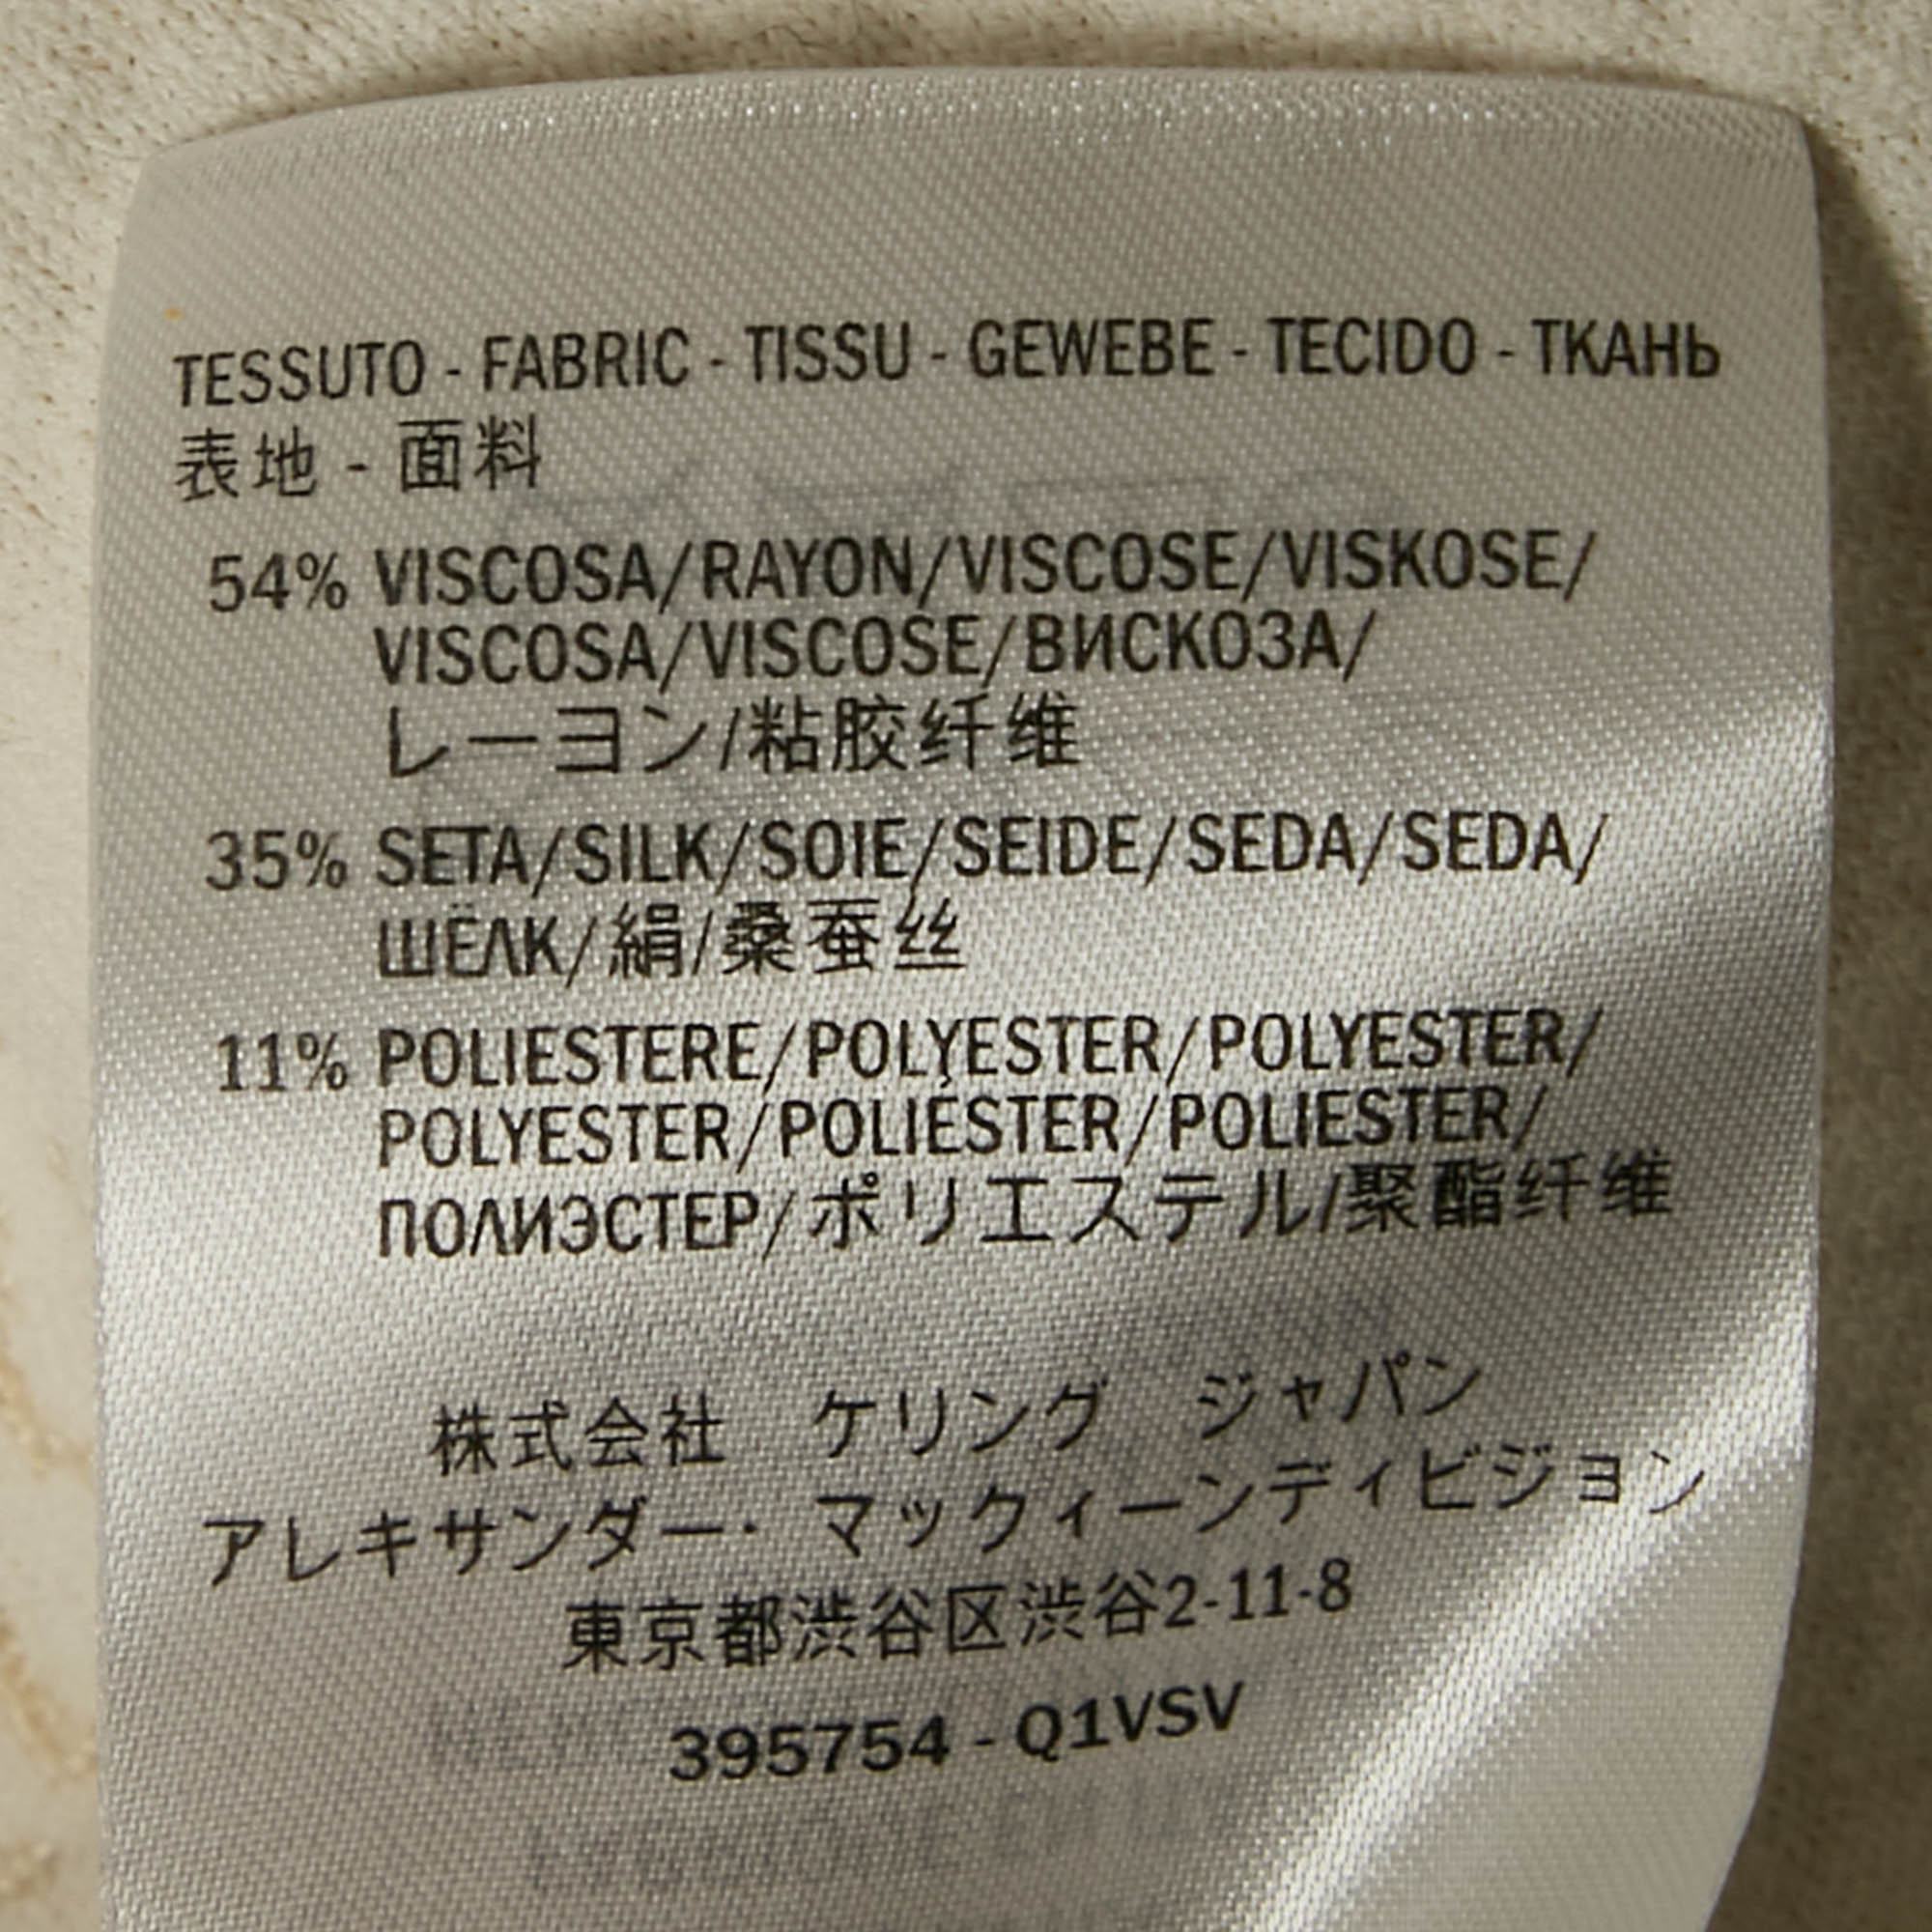 TESSUTO - FABRIC - TISSU - GEWEBE - TECIDO - ТКАНЬ
表地 - 面料
54% VISCOSA/RAYON/VISCOSE/VISKOSE/
VISCOSA/VISCOSE/ВИСКОЗА/
レーヨン/粘胶纤维
35% SETA/SILK/SOIE/SEIDE/SEDA/SEDA/
ШЁЛК/絹/桑蚕丝
11% POLIESTERE/POLYESTER/POLYESTER/
POLYESTER/POLIÉSTER/POLIESTER/
ПОЛИЭСТЕР/ポリエステル/聚酯纤维
株式会社 ケリング ジャパン
アレキサンダー・マックィーンディビジョン
東京都渋谷区渋谷2-11-8
395754 - Q1VSV